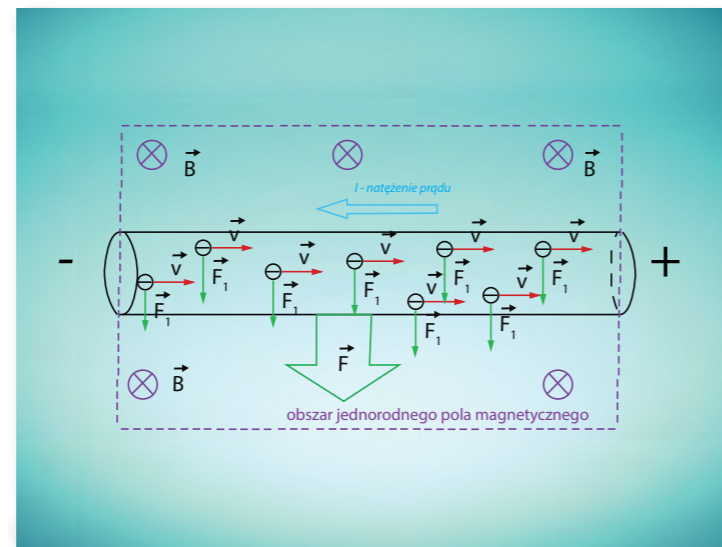 B
B
I - natężenie prądu
-
+
v
v
v
v
v
v
v
v
F₁
F₁
F₁
F₁
F₁
F₁
F₁
F₁
F
B
obszar jednorodnego pola magnetycznego